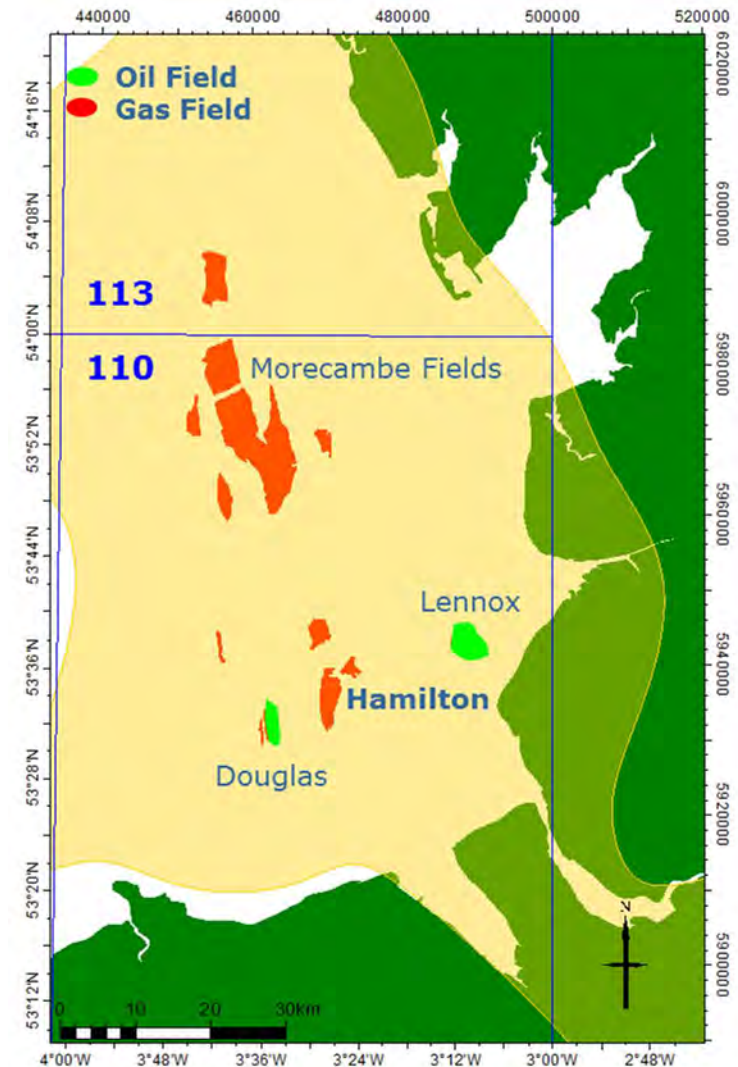 440000 460000 480000 500000 520000
Oil Field
Gas Field
54°16'N
54°08'N
54°00'N
53°52'N
53°44'N
53°36'N
53°28'N
53°20'N
53°12'N
6020000
6000000
5980000
5960000
5940000
5920000
5900000
113
110
Morecambe Fields
Lennox
Hamilton
Douglas
N
0 10 20 30km
4°00'W 3°48'W 3°36'W 3°24'W 3°12'W 3°00'W 2°48'W